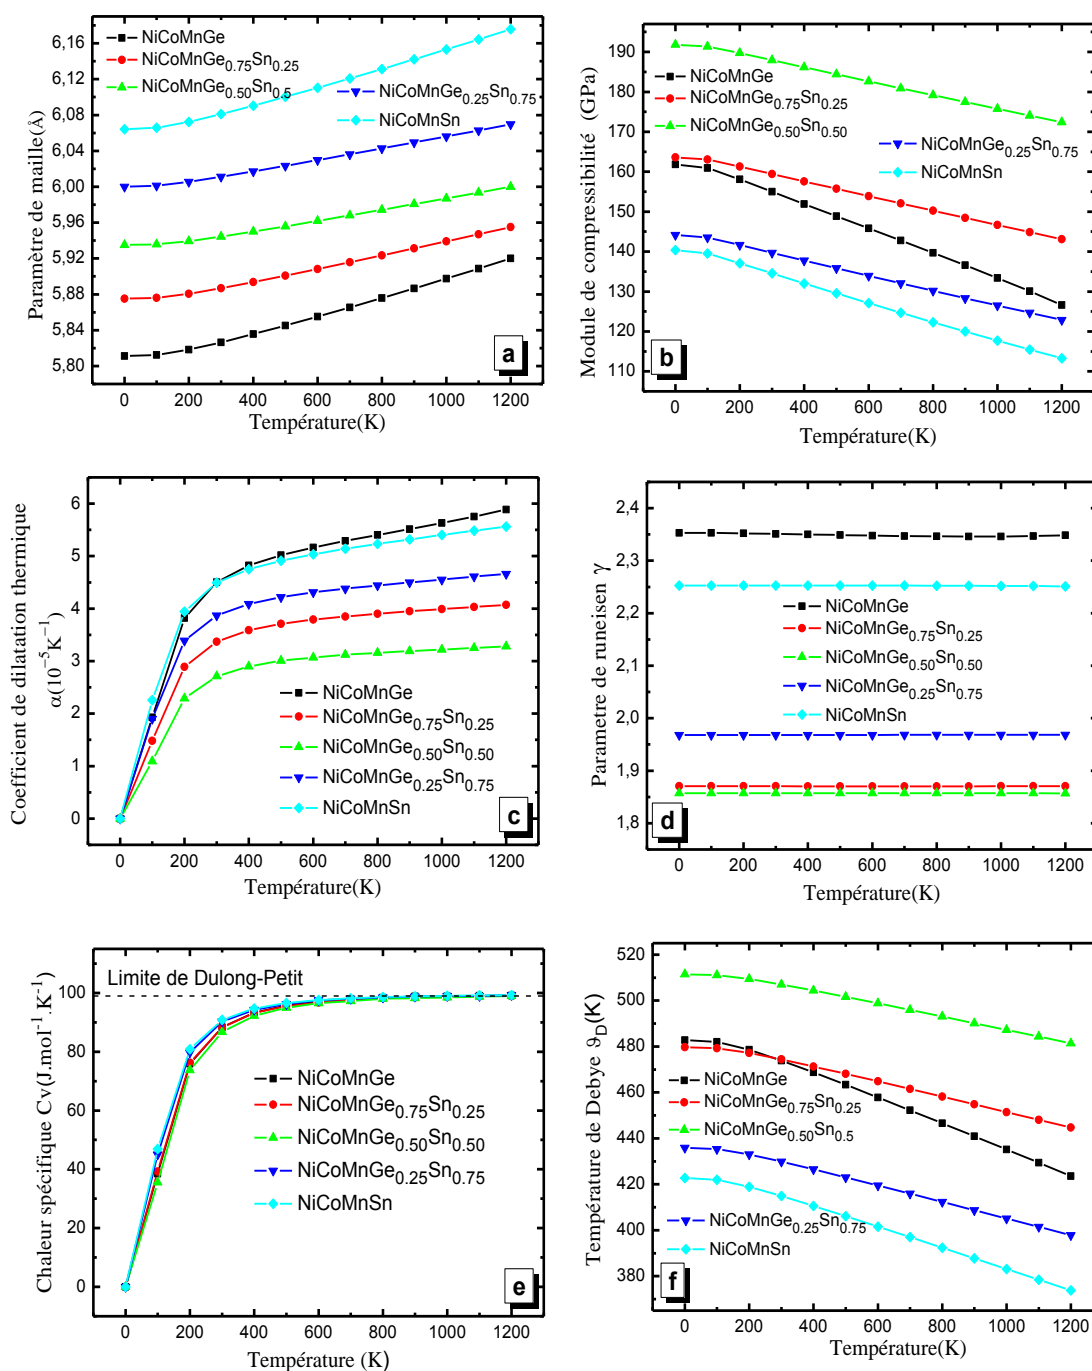 6,16
6,12
6,08
6,04
6,00
5,96
5,92
5,88
5,84
5,80
Paramètre de maille(Å)
NiCoMnGe
NiCoMnGe0.75Sn0.25
NiCoMnGe0.50Sn0.5
NiCoMnGe0.25Sn0.75
NiCoMnSn
a
0 200 400 600 800 1000 1200
Température(K)
190
180
170
160
150
140
130
120
110
Module de compressibilité (GPa)
NiCoMnGe
NiCoMnGe0.75Sn0.25
NiCoMnGe0.50Sn0.50
NiCoMnGe0.25Sn0.75
NiCoMnSn
b
0 200 400 600 800 1000 1200
Température(K)
6
5
4
3
2
1
0
Coefficient de dilatation thermique
α(10−5K−1)
NiCoMnGe
NiCoMnGe0.75Sn0.25
NiCoMnGe0.50Sn0.50
NiCoMnGe0.25Sn0.75
NiCoMnSn
c
0 200 400 600 800 1000 1200
Température(K)
2,4
2,3
2,2
2,1
2,0
1,9
1,8
Parametre de runeisen γ
NiCoMnGe
NiCoMnGe0.75Sn0.25
NiCoMnGe0.50Sn0.50
NiCoMnGe0.25Sn0.75
NiCoMnSn
d
0 200 400 600 800 1000 1200
Température(K)
Limite de Dulong-Petit
100
80
60
40
20
0
Chaleur spécifique Cv(J.mol-1.K-1)
NiCoMnGe
NiCoMnGe0.75Sn0.25
NiCoMnGe0.50Sn0.50
NiCoMnGe0.25Sn0.75
NiCoMnSn
e
0 200 400 600 800 1000 1200
Température (K)
520
500
480
460
440
420
400
380
Température de Debye ϑD(K)
NiCoMnGe
NiCoMnGe0.75Sn0.25
NiCoMnGe0.50Sn0.5
NiCoMnGe0.25Sn0.75
NiCoMnSn
f
0 200 400 600 800 1000 1200
Température(K)